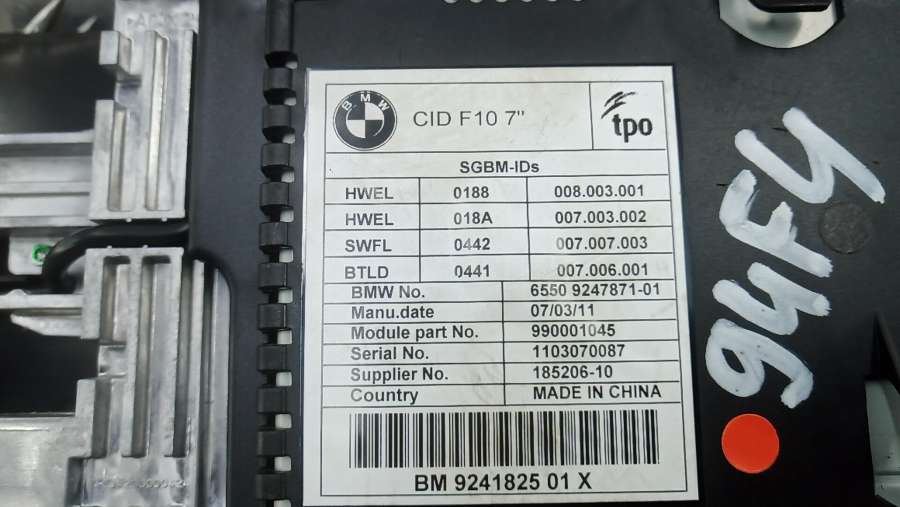 BMW
CID F10 7"
tpo
SGBM-IDs
HWEL 0188 008.003.001
HWEL 018A 007.003.002
SWFL 0442 007.007.003
BTLD 0441 007.006.001
BMW No. 6550 9247871-01
Manu.date 07/03/11
Module part No. 990001045
Serial No. 1103070087
Supplier No. 185206-10
Country MADE IN CHINA
BM 9241825 01 X
94F4